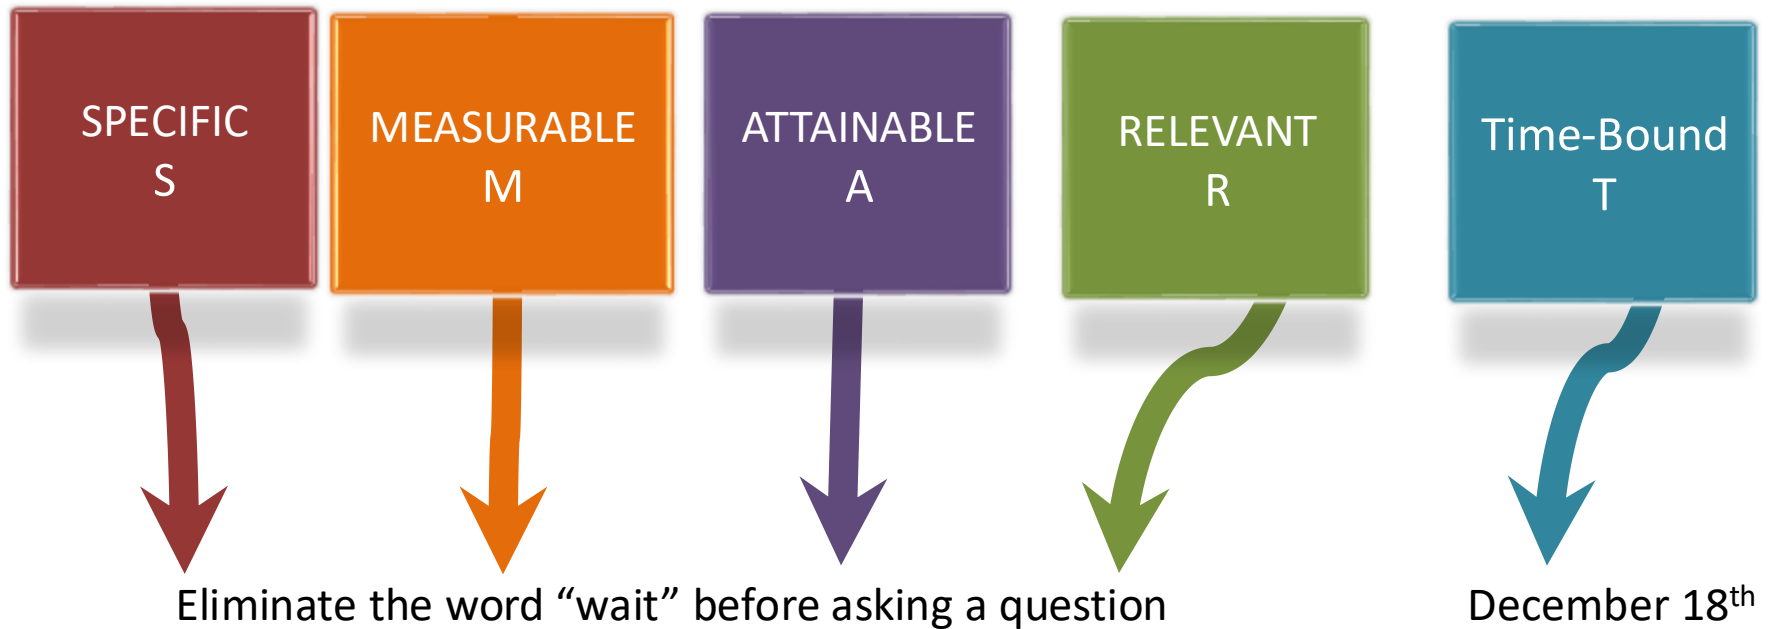 SPECIFIC
S
MEASURABLE
M
ATTAINABLE
A
RELEVANT
R
Time-Bound
T
Eliminate the word “wait” before asking a question
December 18th